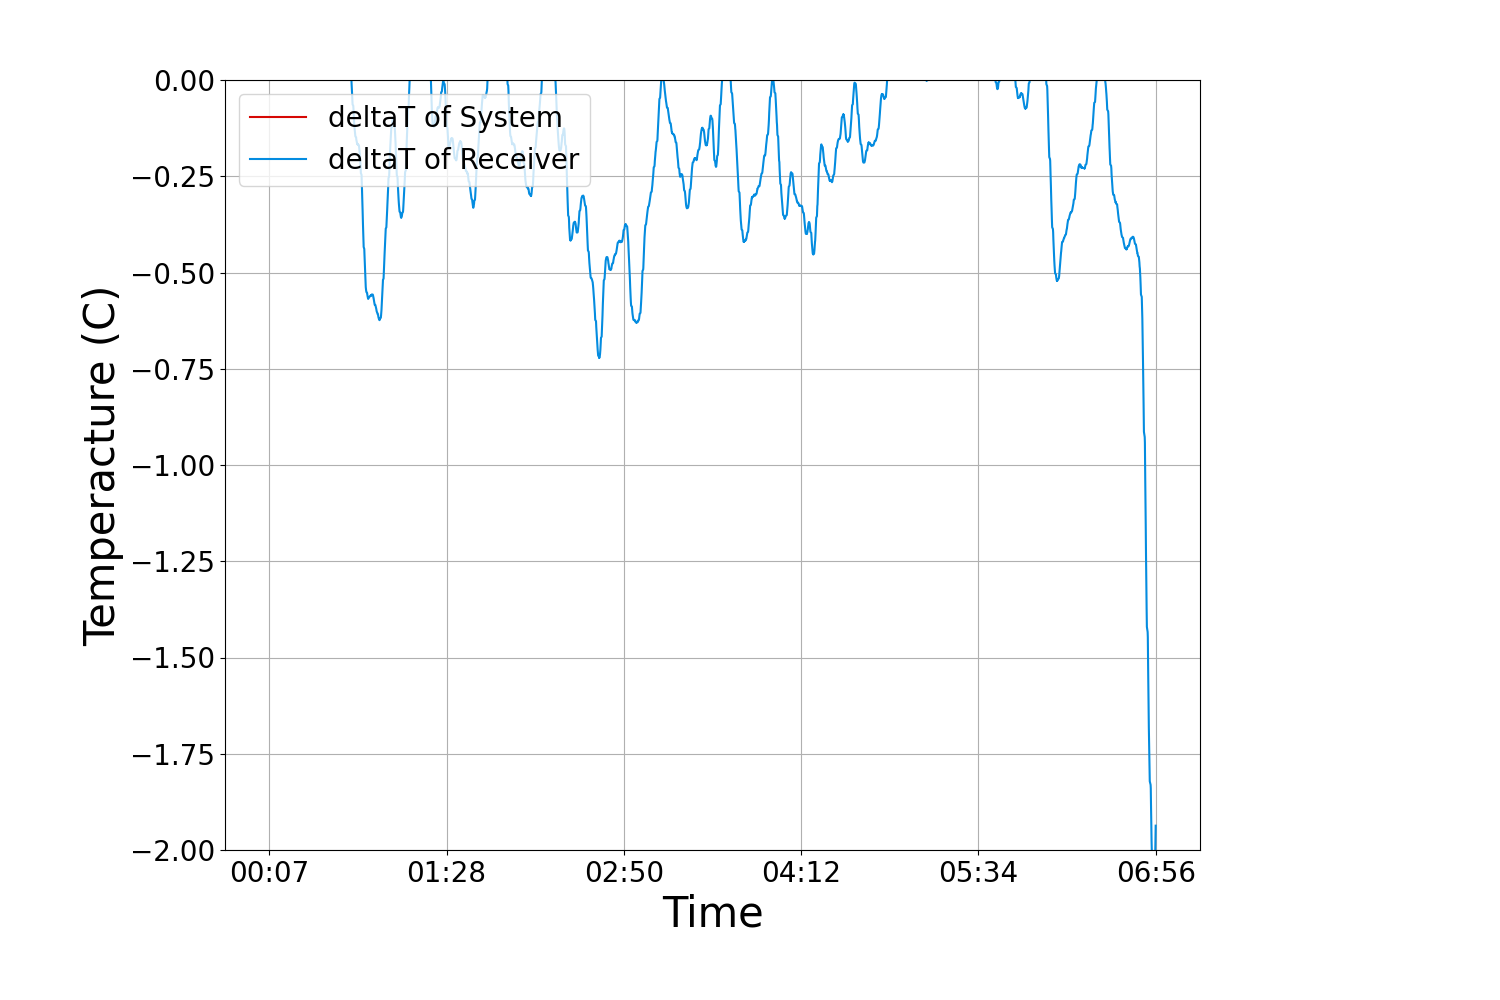 deltaT of System
deltaT of Receiver
0.00
−0.25
−0.50
−0.75
−1.00
−1.25
−1.50
−1.75
−2.00
Temperacture (C)
00:07 01:28 02:50 04:12 05:34 06:56
Time